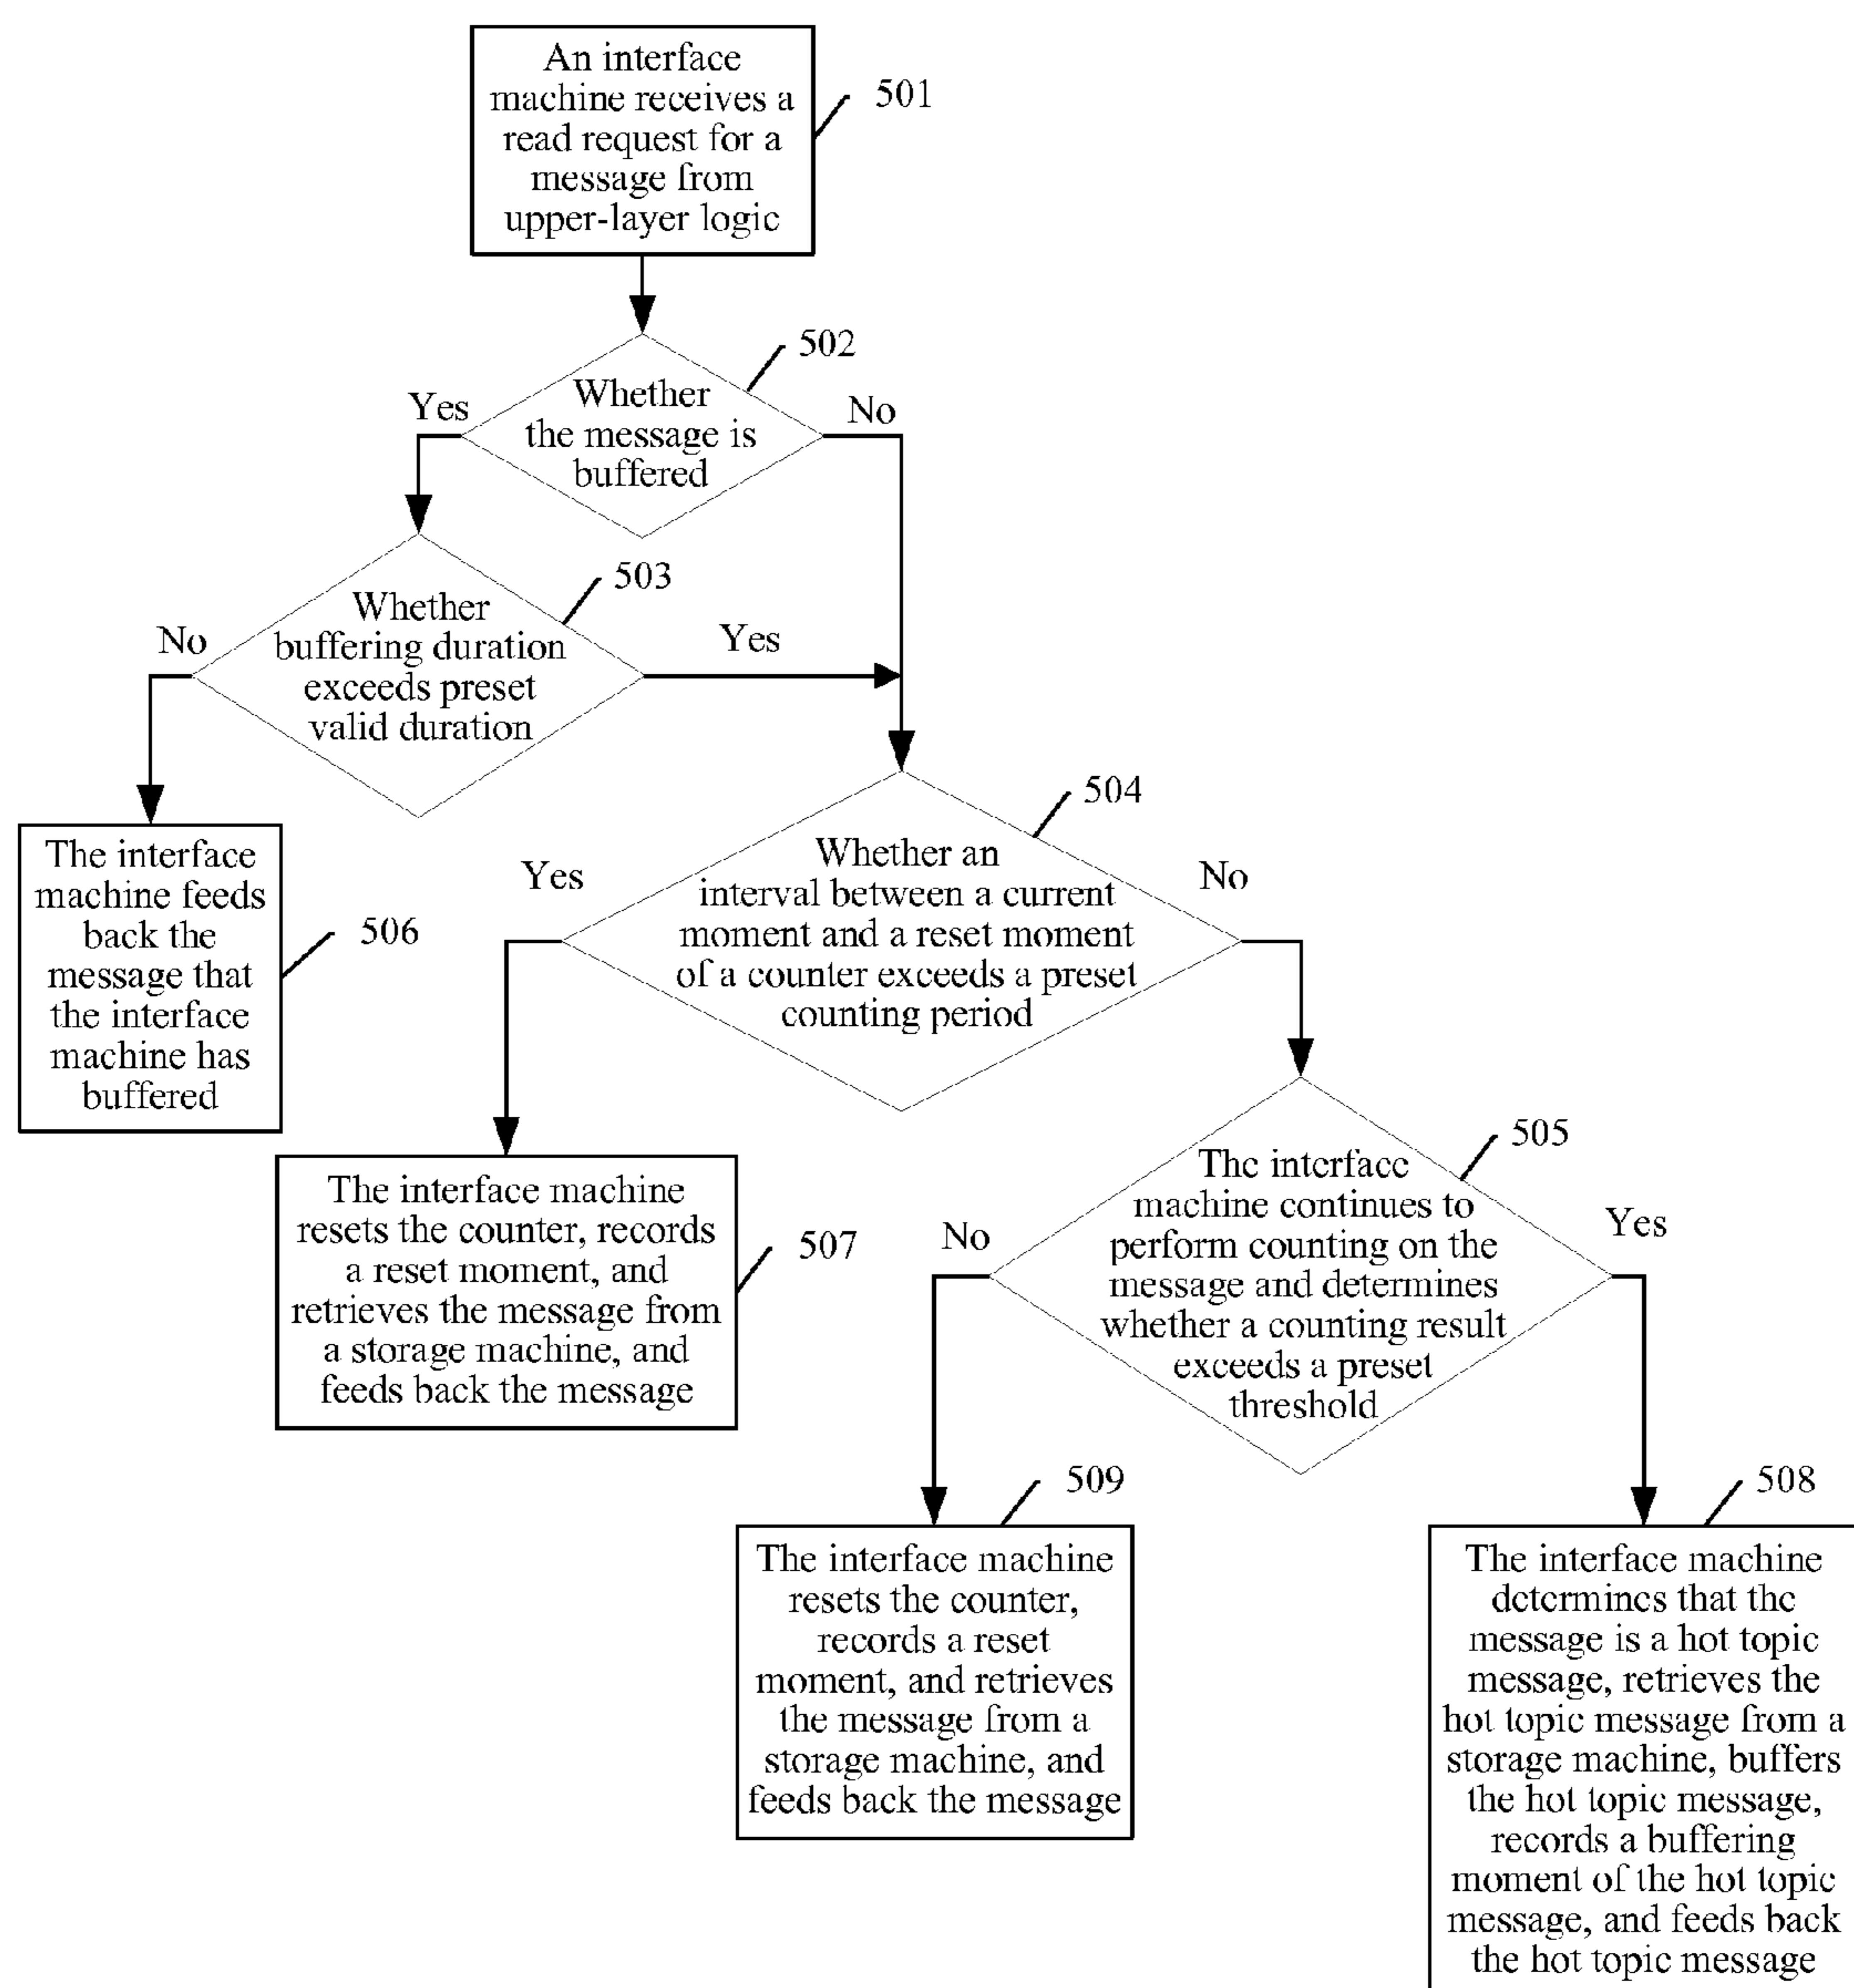 An interface
machine receives a
read request for a
message from
upper-layer logic
501
502
Whether
the message is
buffered
Yes
No
503
Whether
buffering duration
exceeds preset
valid duration
No
Yes
504
Whether an
interval between a current
moment and a reset moment
of a counter exceeds a preset
counting period
Yes
No
The interface
machine feeds
back the
message that
the interface
machine has
buffered
506
505
The interface
machine continues to
perform counting on the
message and determines
whether a counting result
exceeds a preset
threshold
No
Yes
The interface machine
resets the counter, records
a reset moment, and
retrieves the message from
a storage machine, and
feeds back the message
507
509
The interface machine
resets the counter,
records a reset
moment, and retrieves
the message from a
storage machine, and
feeds back the message
508
The interface machine
determines that the
message is a hot topic
message, retrieves the
hot topic message from a
storage machine, buffers
the hot topic message,
records a buffering
moment of the hot topic
message, and feeds back
the hot topic message